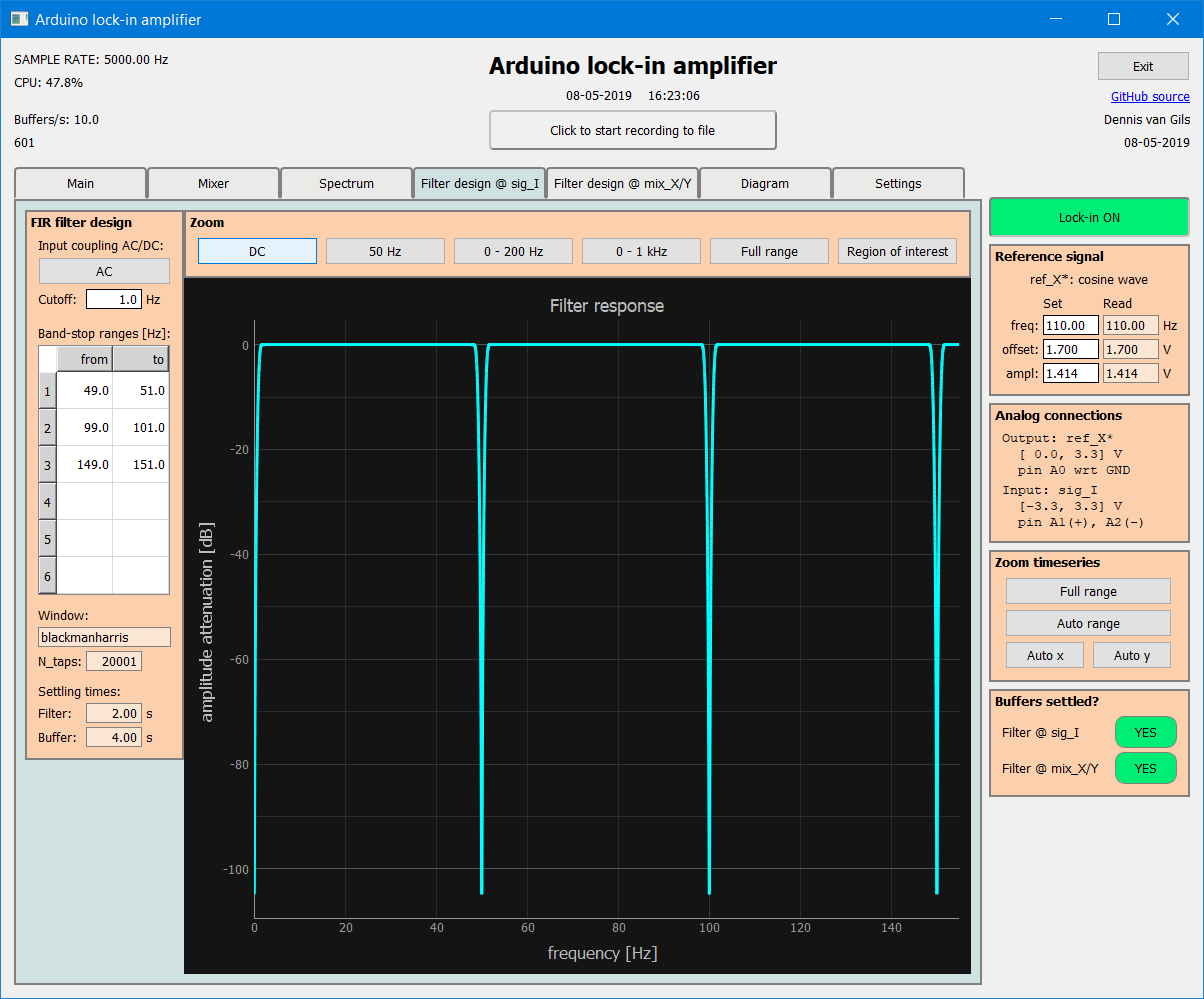 Arduino lock-in amplifier
SAMPLE RATE: 5000.00 Hz
CPU: 47.8%
Buffers/s: 10.0
601
Arduino lock-in amplifier
08-05-2019 16:23:06
Click to start recording to file
Exit
GitHub source
Dennis van Gils
08-05-2019
Main Mixer Spectrum Filter design @ sig_I Filter design @ mix_X/Y Diagram Settings
FIR filter design
Input coupling AC/DC:
AC
Cutoff: 1.0 Hz
Band-stop ranges [Hz]:
from to
1 49.0 51.0
2 99.0 101.0
3 149.0 151.0
4
5
6
Window:
blackmanharris
N_taps: 20001
Settling times:
Filter: 2.00 s
Buffer: 4.00 s
Zoom
DC 50 Hz 0 - 200 Hz 0 - 1 kHz Full range Region of interest
Filter response
amplitude attenuation [dB]
0
-20
-40
-60
-80
-100
0 20 40 60 80 100 120 140
frequency [Hz]
Lock-in ON
Reference signal
ref_X*: cosine wave
Set Read
freq: 110.00 110.00 Hz
offset: 1.700 1.700 V
ampl: 1.414 1.414 V
Analog connections
Output: ref_X*
[ 0.0, 3.3] V
pin A0 wrt GND
Input: sig_I
[-3.3, 3.3] V
pin A1(+), A2(-)
Zoom timeseries
Full range
Auto range
Auto x Auto y
Buffers settled?
Filter @ sig_I YES
Filter @ mix_X/Y YES